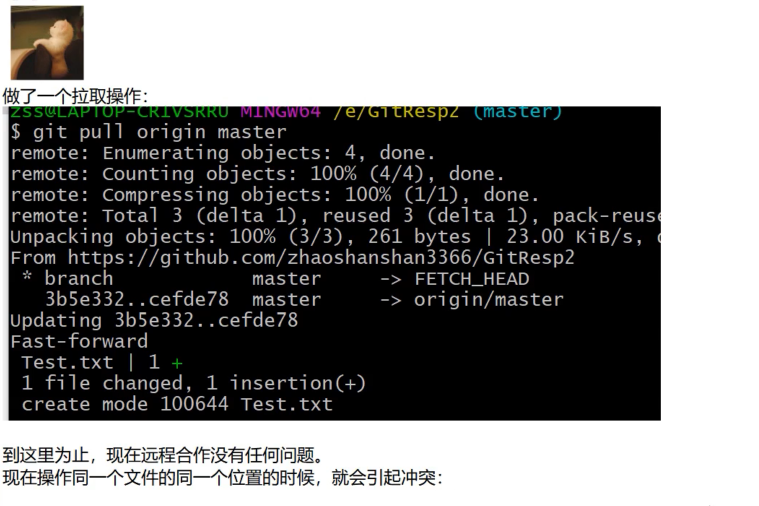 做了一个拉取操作：
zss@LAPTOP-CRIVSRRU MINGW64 /e/GitResp2 (master)
$ git pull origin master
remote: Enumerating objects: 4, done.
remote: Counting objects: 100% (4/4), done.
remote: Compressing objects: 100% (1/1), done.
remote: Total 3 (delta 1), reused 3 (delta 1), pack-reuse
Unpacking objects: 100% (3/3), 261 bytes | 23.00 KiB/s, d
From https://github.com/zhaoshanshan3366/GitResp2
* branch master -> FETCH_HEAD
3b5e332..cefde78 master -> origin/master
Updating 3b5e332..cefde78
Fast-forward
Test.txt | 1 +
1 file changed, 1 insertion(+)
create mode 100644 Test.txt
到这里为止，现在远程合作没有任何问题。
现在操作同一个文件的同一个位置的时候，就会引起冲突：